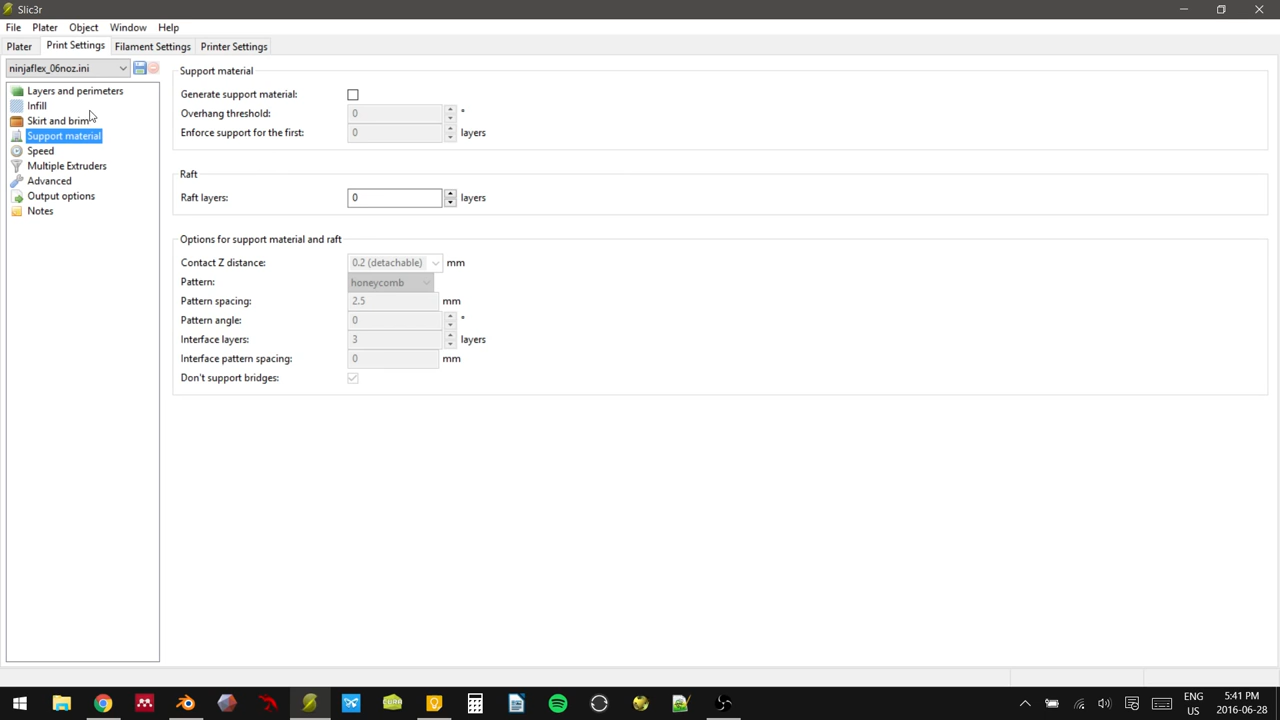 Slic3r
File Plater Object Window Help
Plater Print Settings Filament Settings Printer Settings
ninjaflex_06noz.ini
Layers and perimeters
Infill
Skirt and brim
Support material
Speed
Multiple Extruders
Advanced
Output options
Notes
Support material
Generate support material:
Overhang threshold: 0 °
Enforce support for the first: 0 layers
Raft
Raft layers: 0 layers
Options for support material and raft
Contact Z distance: 0.2 (detachable) mm
Pattern: honeycomb
Pattern spacing: 2.5 mm
Pattern angle: 0 °
Interface layers: 3 layers
Interface pattern spacing: 0 mm
Don't support bridges:
CURA
ENG
US
5:41 PM
2016-06-28